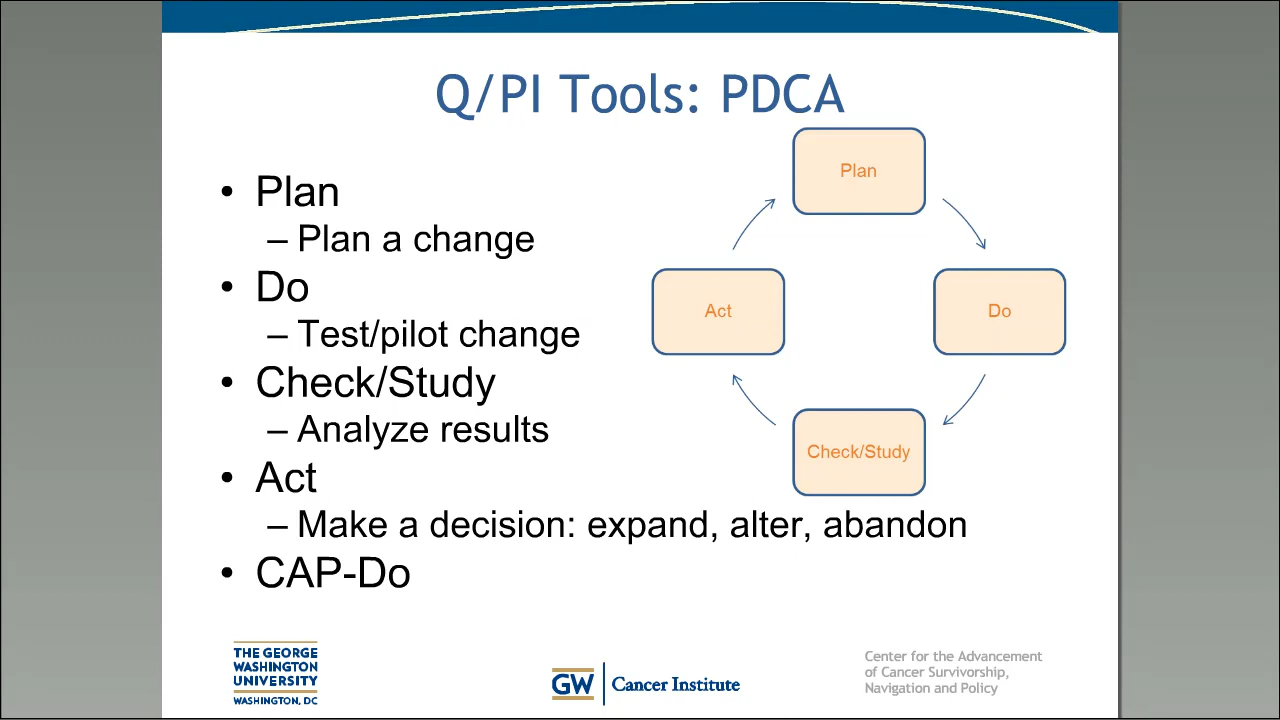 Q/PI Tools: PDCA
• Plan
– Plan a change
• Do
– Test/pilot change
• Check/Study
– Analyze results
• Act
– Make a decision: expand, alter, abandon
• CAP-Do
Plan
Do
Check/Study
Act
THE GEORGE
WASHINGTON
UNIVERSITY
WASHINGTON, DC
GW Cancer Institute
Center for the Advancement
of Cancer Survivorship,
Navigation and Policy